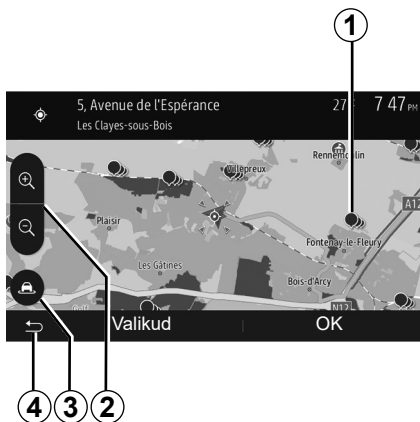 1
5, Avenue de l'Espérance
7 47 PM
Les Clayes-sous-Bois
Rennemoulin
Villepreux
A12
Plaisir
Fontenay-le-Fleury
Les Gâtines
Bois-d'Arcy
N12
Valikud
OK
4
3
2